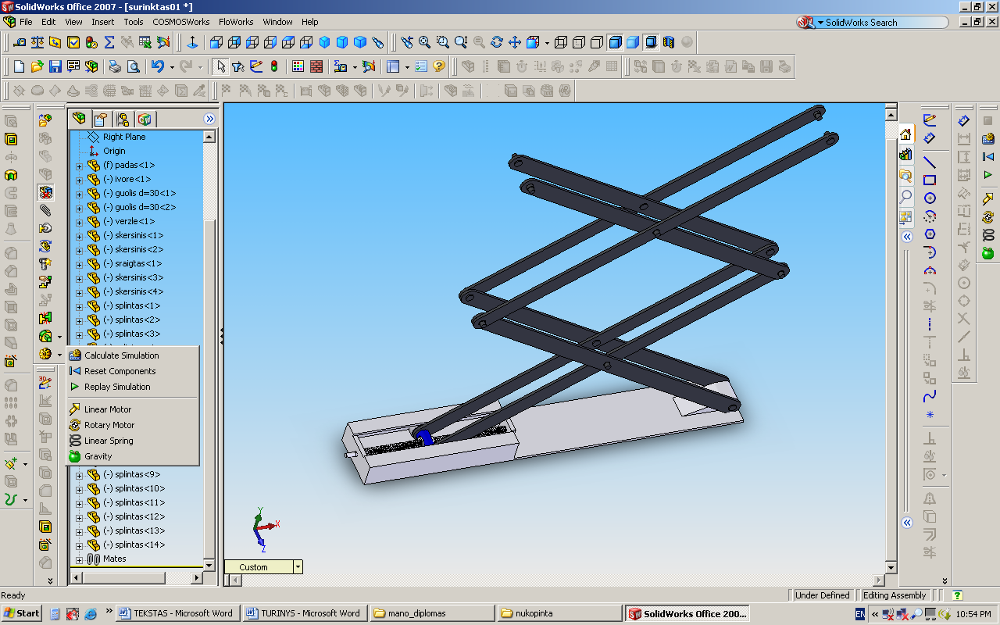 SolidWorks Office 2007 - [surinktas01 *]
File Edit View Insert Tools COSMOSWorks FloWorks Window Help
SolidWorks Search
Right Plane
Origin
(f) padas<1>
(-) ivore<1>
(-) guolis d=30<1>
(-) guolis d=30<2>
(-) verzle<1>
(-) skersinis<1>
(-) skersinis<2>
(-) sraigtas<1>
(-) skersinis<3>
(-) skersinis<4>
(-) splintas<1>
(-) splintas<2>
(-) splintas<3>
Calculate Simulation
Reset Components
Replay Simulation
Linear Motor
Rotary Motor
Linear Spring
Gravity
(-) splintas<9>
(-) splintas<10>
(-) splintas<11>
(-) splintas<12>
(-) splintas<13>
(-) splintas<14>
Mates
Y
X
Z
Custom
3D
Ready
Under Defined
Editing Assembly
Start
TEKSTAS - Microsoft Word
TURINYS - Microsoft Word
mano_diplomas
nukopinta
SolidWorks Office 200...
EN
10:54 PM